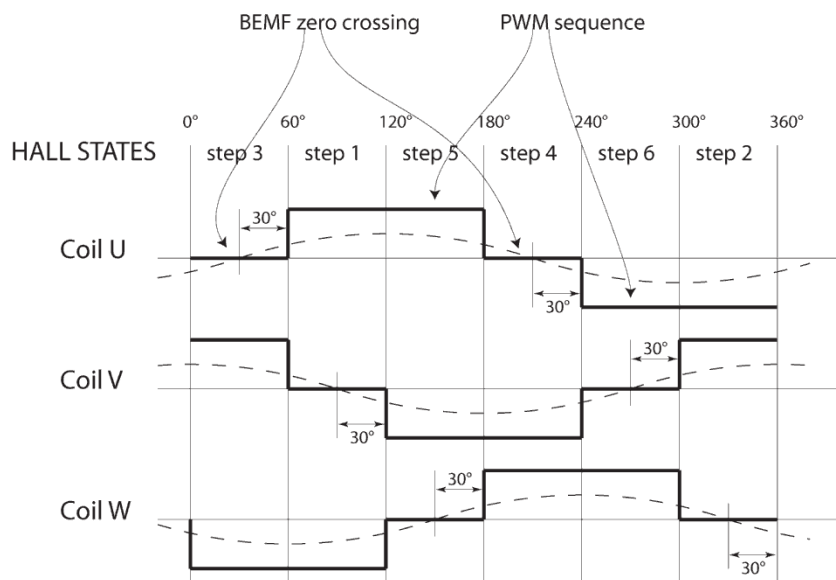 BEMF zero crossing PWM sequence
0° 60° 120° 180° 240° 300° 360°
HALL STATES step 3 step 1 step 5 step 4 step 6 step 2
30°
Coil U
30°
30°
Coil V
30°
30°
Coil W
30°